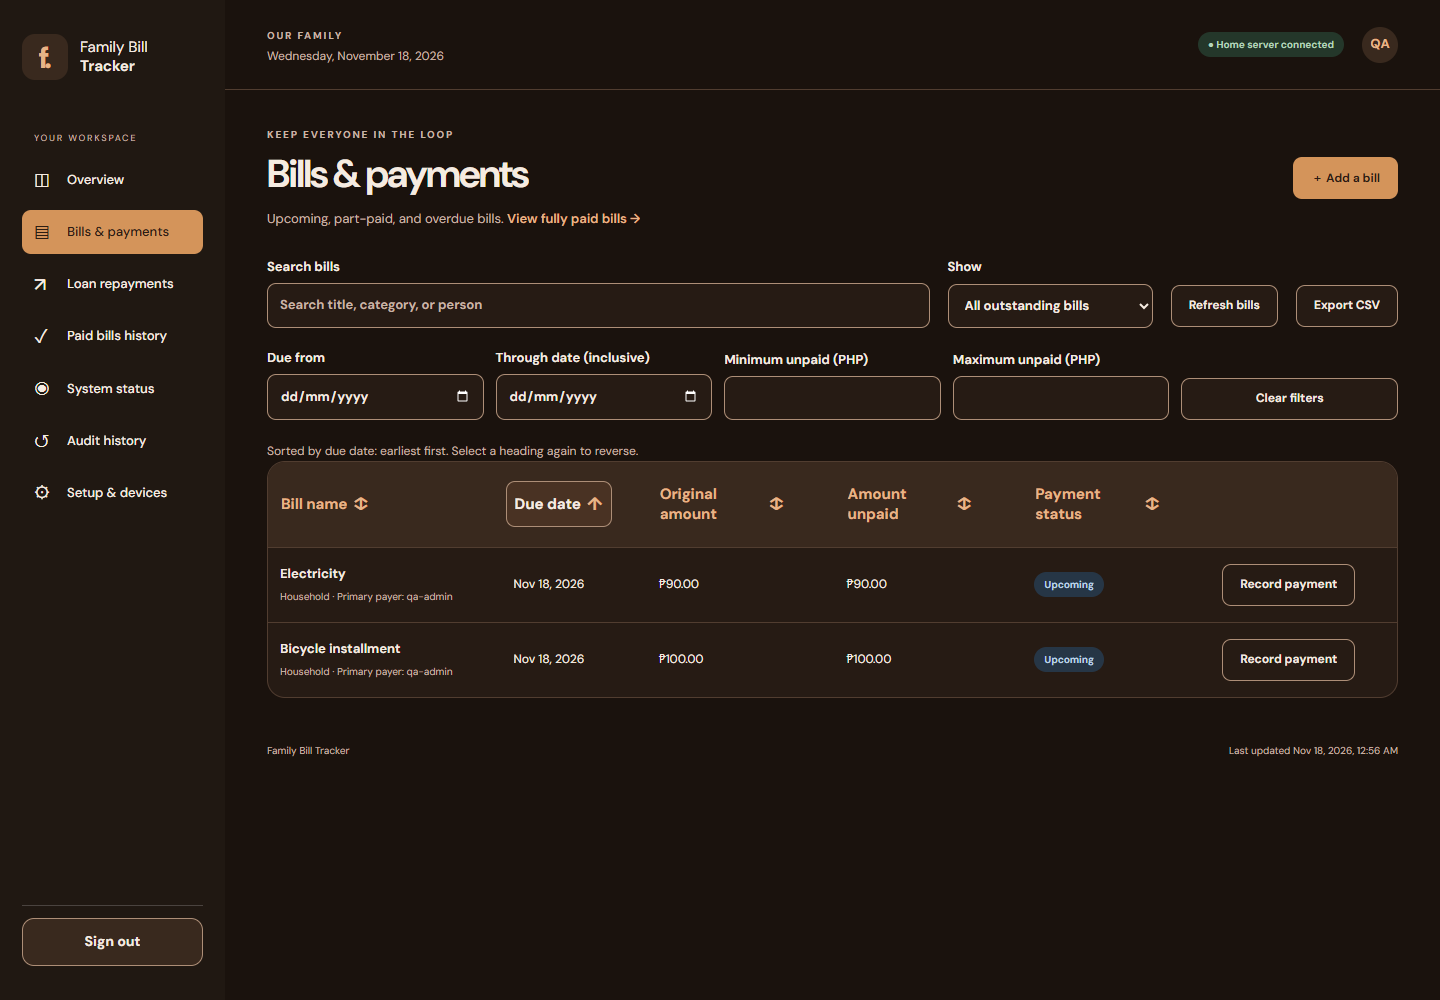 f.
Family Bill
Tracker
YOUR WORKSPACE
Overview
Bills & payments
Loan repayments
Paid bills history
System status
Audit history
Setup & devices
Sign out
OUR FAMILY
Wednesday, November 18, 2026
Home server connected
QA
KEEP EVERYONE IN THE LOOP
Bills & payments
+ Add a bill
Upcoming, part-paid, and overdue bills. View fully paid bills →
Search bills
Search title, category, or person
Show
All outstanding bills
Refresh bills
Export CSV
Due from
dd/mm/yyyy
Through date (inclusive)
dd/mm/yyyy
Minimum unpaid (PHP)
Maximum unpaid (PHP)
Clear filters
Sorted by due date: earliest first. Select a heading again to reverse.
Bill name ↕
Due date ↑
Original amount ↕
Amount unpaid ↕
Payment status ↕
Electricity
Household · Primary payer: qa-admin
Nov 18, 2026
₱90.00
₱90.00
Upcoming
Record payment
Bicycle installment
Household · Primary payer: qa-admin
Nov 18, 2026
₱100.00
₱100.00
Upcoming
Record payment
Family Bill Tracker
Last updated Nov 18, 2026, 12:56 AM